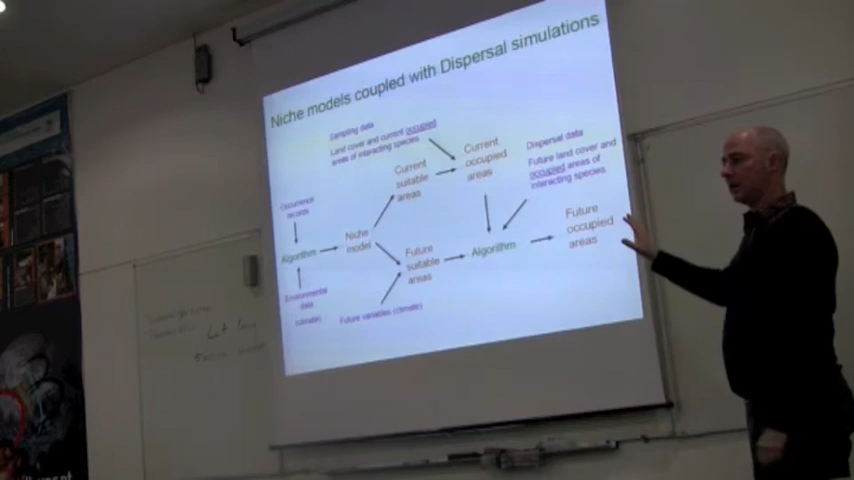 Niche models coupled with Dispersal simulations
Sampling data
Land cover and current occupied
areas of interacting species
Current
occupied
areas
Dispersal data
Future land cover and
occupied areas of
interacting species
Current
suitable
areas
Occurrence
records
Algorithm
Niche
model
Future
suitable
areas
Algorithm
Future
occupied
areas
Environmental
data
(climate)
Future variables (climate)